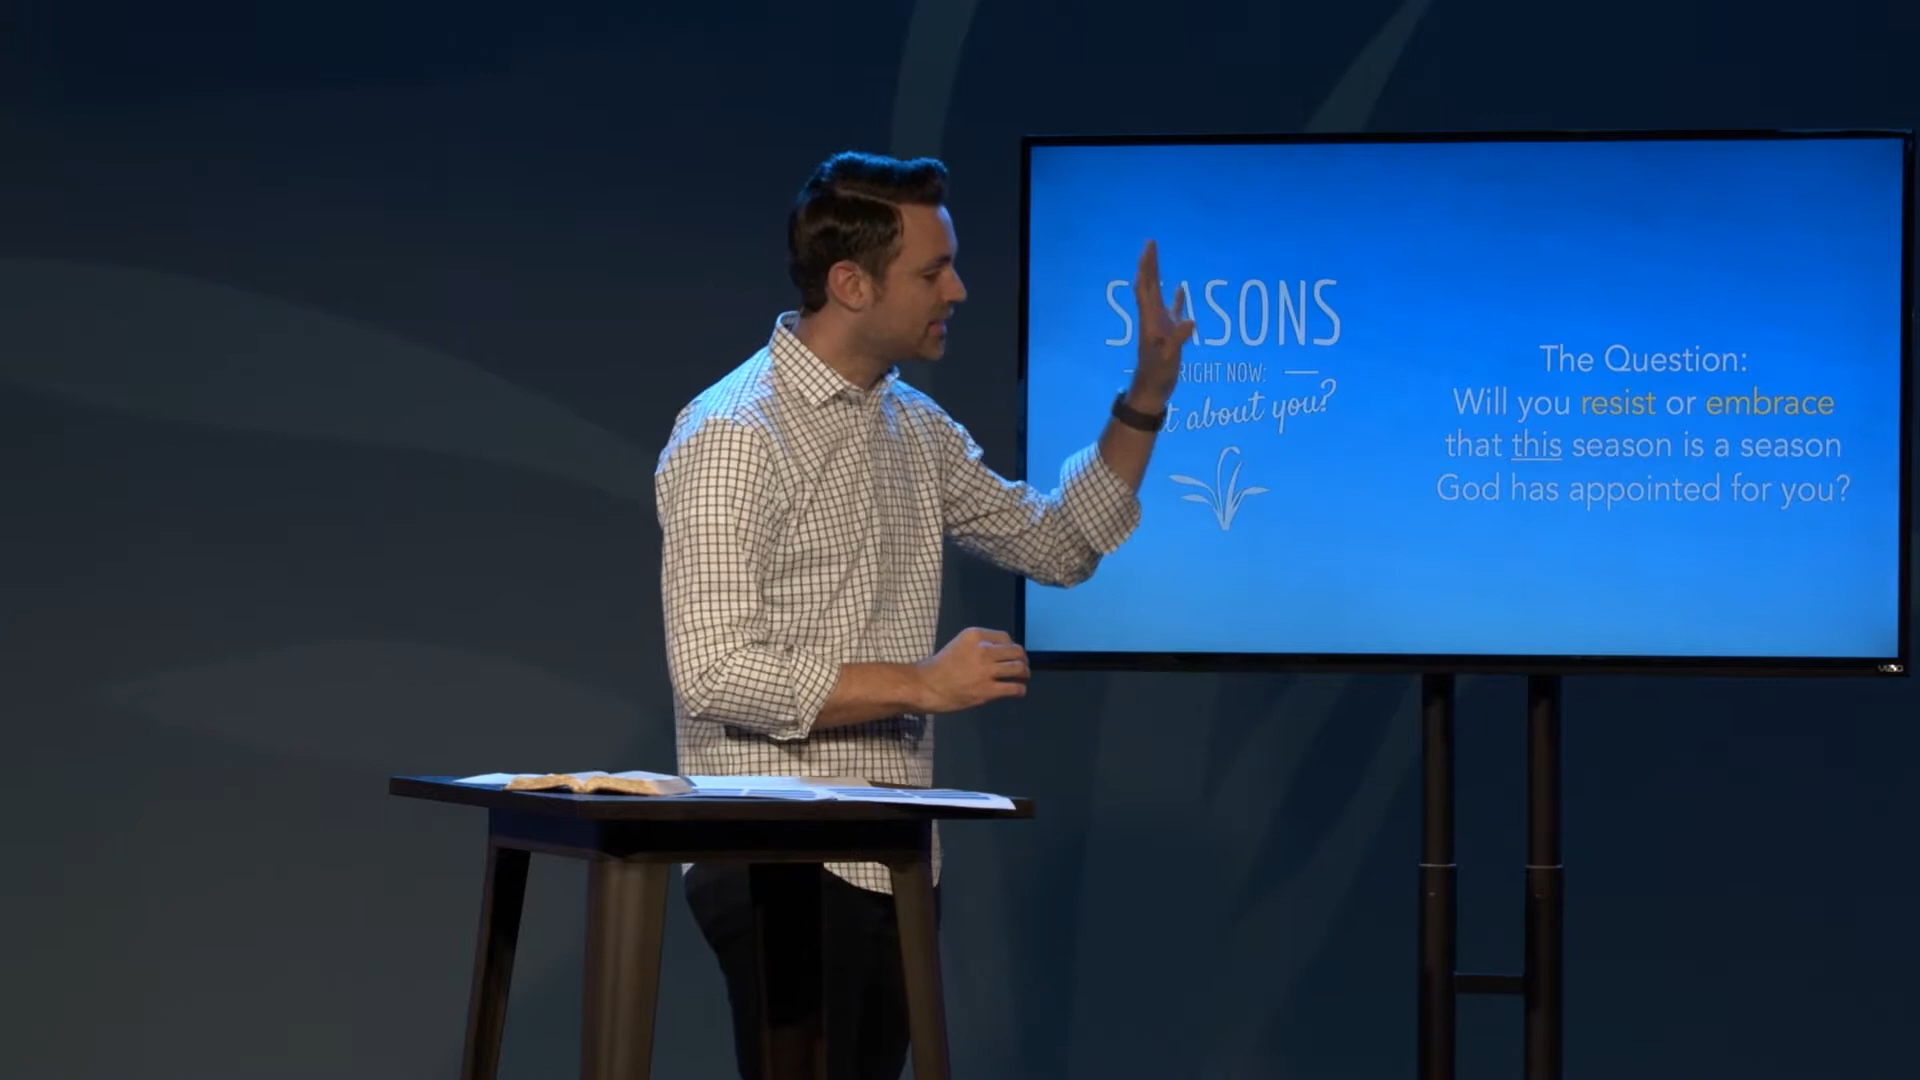 SEASONS
RIGHT NOW:
about you?
The Question:
Will you resist or embrace
that this season is a season
God has appointed for you?
VIZIO